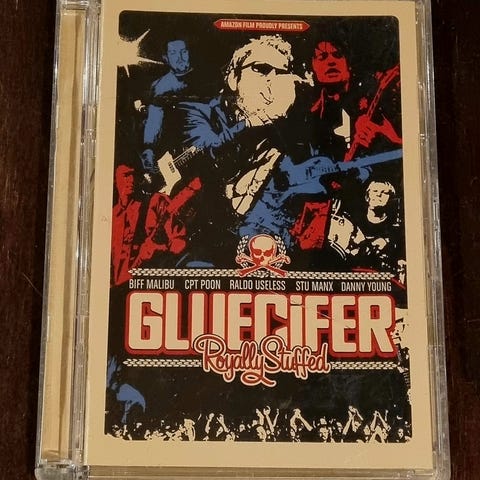 AMAZON FILM PROUDLY PRESENTS
BIFF MALIBU CPT POON RALDO USELESS STU MANX DANNY YOUNG
GLUECiFER
Royally Stuffed